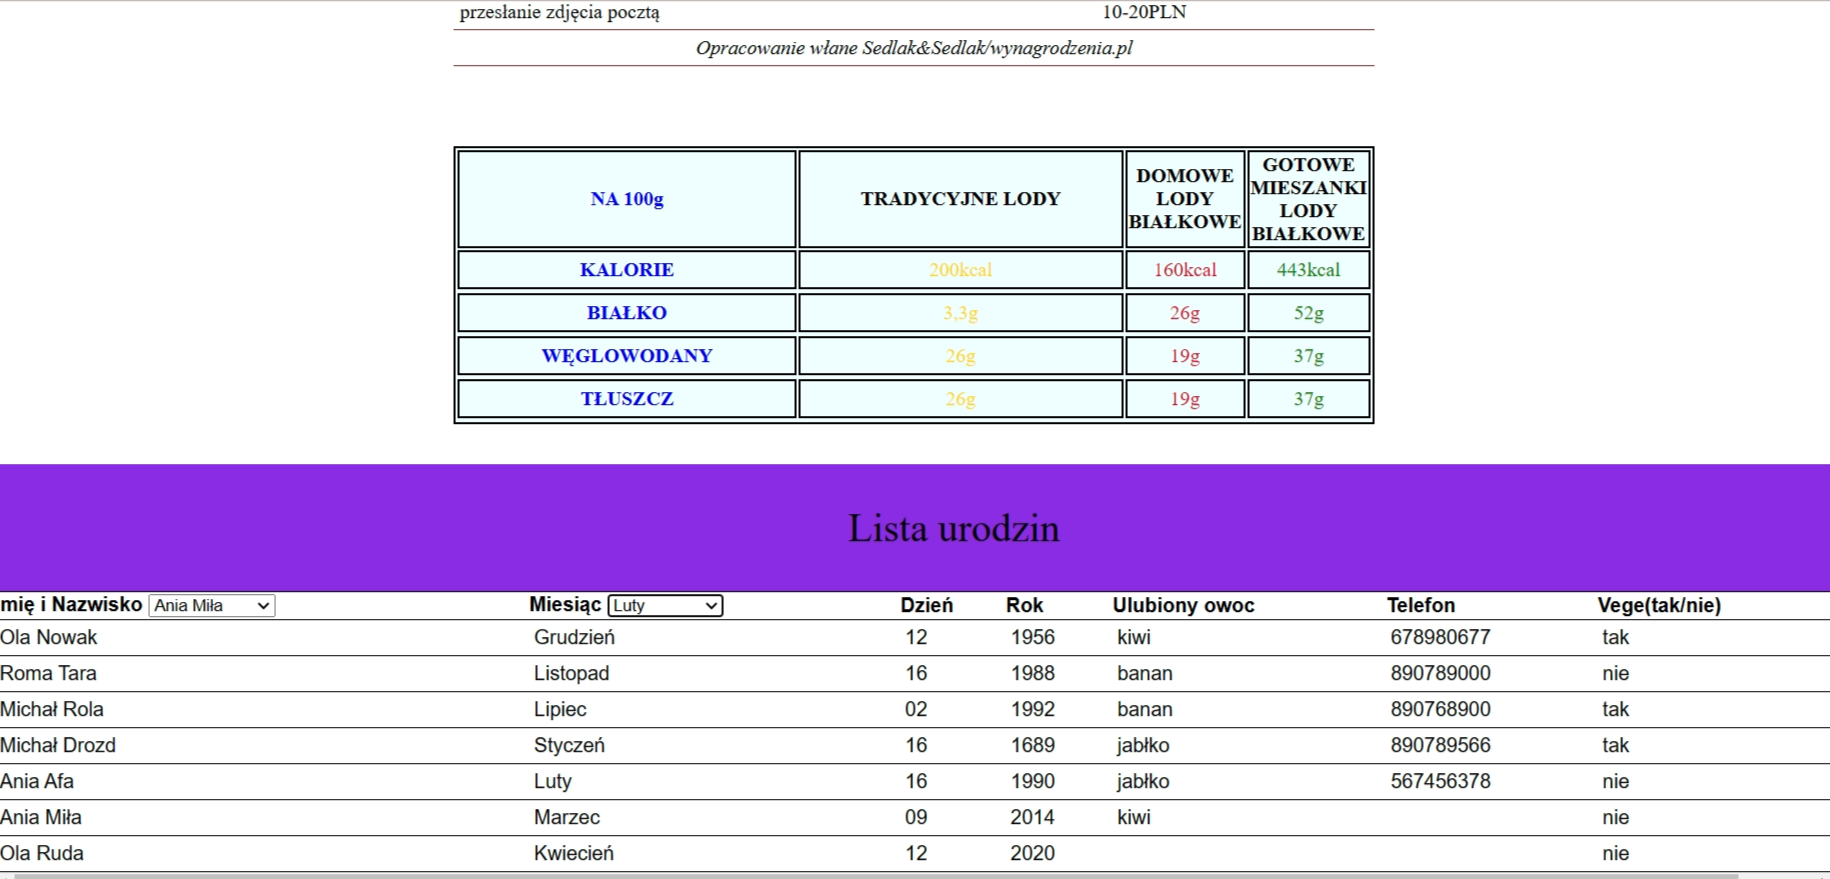 przesłanie zdjęcia pocztą 10-20PLN
Opracowanie włane Sedlak&Sedlak/wynagrodzenia.pl
NA 100g TRADYCYJNE LODY DOMOWE LODY BIAŁKOWE GOTOWE MIESZANKI LODY BIAŁKOWE
KALORIE 200kcal 160kcal 443kcal
BIAŁKO 3,3g 26g 52g
WĘGLOWODANY 26g 19g 37g
TŁUSZCZ 26g 19g 37g
Lista urodzin
mię i Nazwisko Ania Miła Miesiąc Luty Dzień Rok Ulubiony owoc Telefon Vege(tak/nie)
Ola Nowak Grudzień 12 1956 kiwi 678980677 tak
Roma Tara Listopad 16 1988 banan 890789000 nie
Michał Rola Lipiec 02 1992 banan 890768900 tak
Michał Drozd Styczeń 16 1689 jabłko 890789566 tak
Ania Afa Luty 16 1990 jabłko 567456378 nie
Ania Miła Marzec 09 2014 kiwi nie
Ola Ruda Kwiecień 12 2020 nie